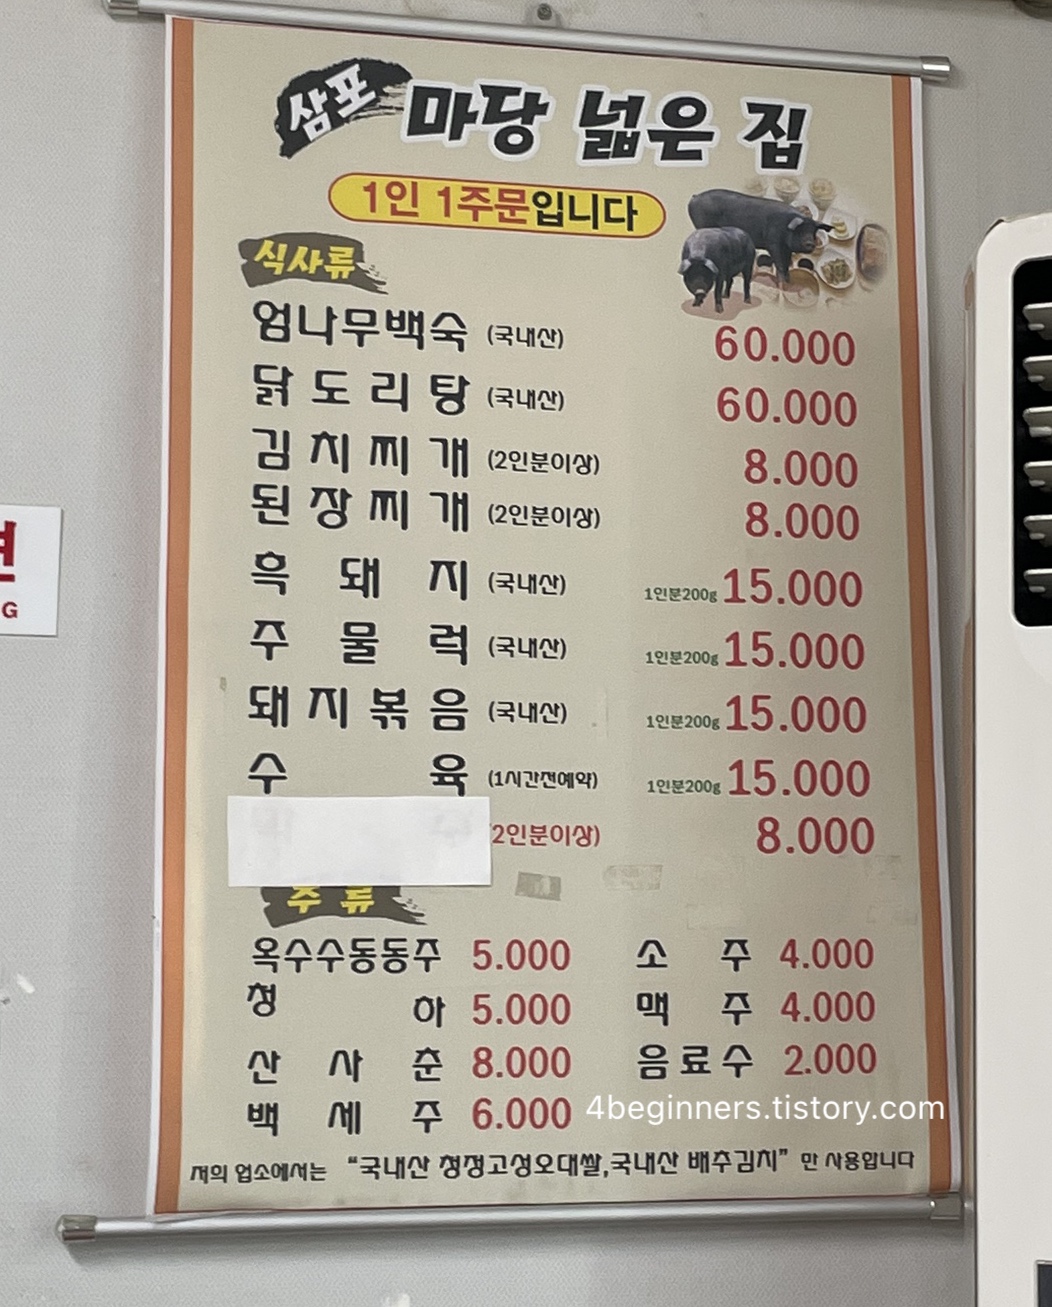 삼포 마당 넓은 집
1인 1주문입니다
식사류
엄나무백숙 (국내산) 60.000
닭도리탕 (국내산) 60.000
김치찌개 (2인분이상) 8.000
된장찌개 (2인분이상) 8.000
흑돼지 (국내산) 1인분200g 15.000
주물럭 (국내산) 1인분200g 15.000
돼지볶음 (국내산) 1인분200g 15.000
수육 (1시간전예약) 1인분200g 15.000
2인분이상) 8.000
주류
옥수수동동주 5.000 소주 4.000
청하 5.000 맥주 4.000
산사춘 8.000 음료수 2.000
백세주 6.000
4beginners.tistory.com
저의 업소에서는 “국내산 청정고성오대쌀,국내산 배추김치” 만 사용합니다
G